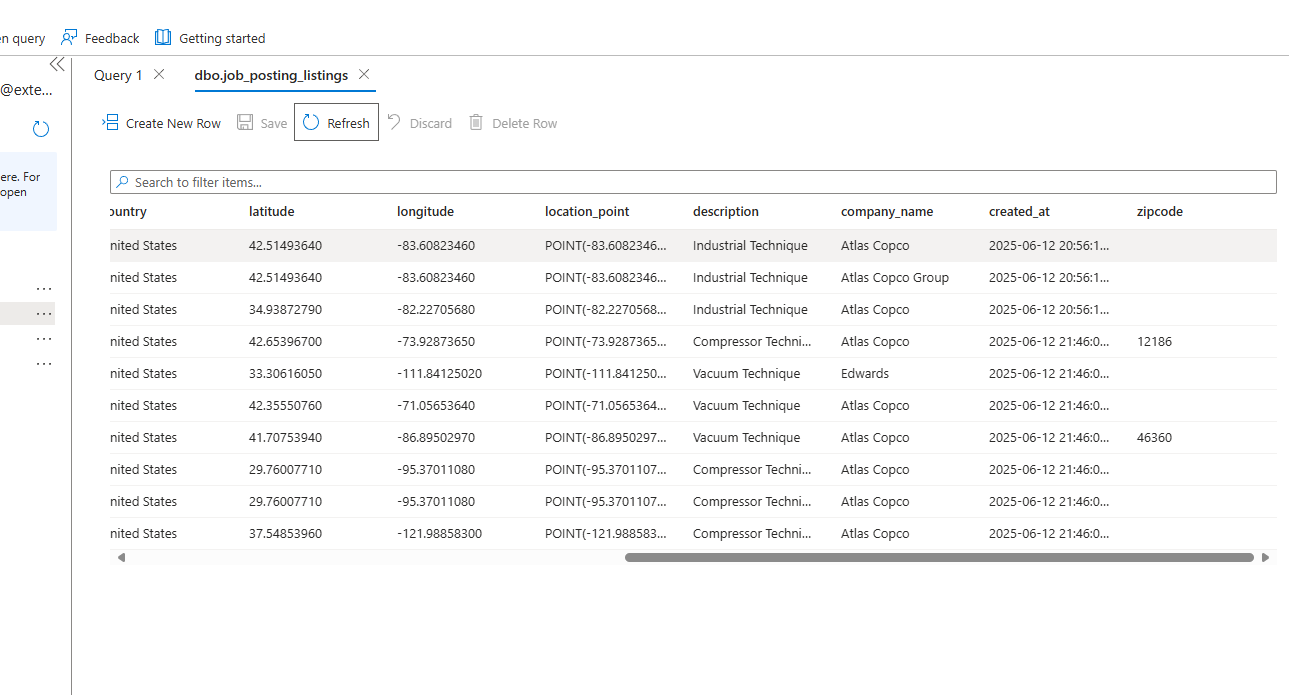 en query Feedback Getting started
Query 1 dbo.job_posting_listings
@exte...
Create New Row Save Refresh Discard Delete Row
ere. For
open
Search to filter items...
ountry latitude longitude location_point description company_name created_at zipcode
nited States 42.51493640 -83.60823460 POINT(-83.6082346... Industrial Technique Atlas Copco 2025-06-12 20:56:1...
nited States 42.51493640 -83.60823460 POINT(-83.6082346... Industrial Technique Atlas Copco Group 2025-06-12 20:56:1...
nited States 34.93872790 -82.22705680 POINT(-82.2270568... Industrial Technique Atlas Copco 2025-06-12 20:56:1...
nited States 42.65396700 -73.92873650 POINT(-73.9287365... Compressor Techni... Atlas Copco 2025-06-12 21:46:0... 12186
nited States 33.30616050 -111.84125020 POINT(-111.841250... Vacuum Technique Edwards 2025-06-12 21:46:0...
nited States 42.35550760 -71.05653640 POINT(-71.0565364... Vacuum Technique Atlas Copco 2025-06-12 21:46:0...
nited States 41.70753940 -86.89502970 POINT(-86.8950297... Vacuum Technique Atlas Copco 2025-06-12 21:46:0... 46360
nited States 29.76007710 -95.37011080 POINT(-95.3701107... Compressor Techni... Atlas Copco 2025-06-12 21:46:0...
nited States 29.76007710 -95.37011080 POINT(-95.3701107... Compressor Techni... Atlas Copco 2025-06-12 21:46:0...
nited States 37.54853960 -121.98858300 POINT(-121.988583... Compressor Techni... Atlas Copco 2025-06-12 21:46:0...